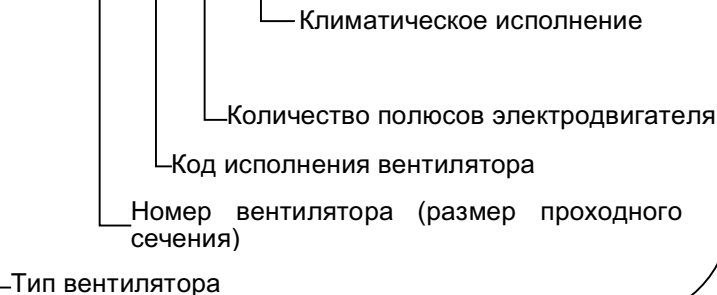 Климатическое исполнение
Количество полюсов электродвигателя
Код исполнения вентилятора
Номер вентилятора (размер проходного
сечения)
Тип вентилятора